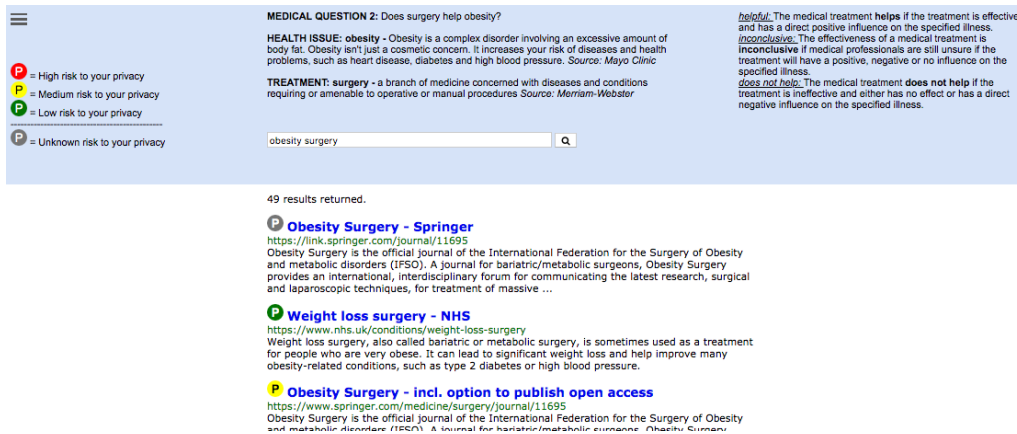 MEDICAL QUESTION 2: Does surgery help obesity?
HEALTH ISSUE: obesity - Obesity is a complex disorder involving an excessive amount of
body fat. Obesity isn't just a cosmetic concern. It increases your risk of diseases and health
problems, such as heart disease, diabetes and high blood pressure. Source: Mayo Clinic
TREATMENT: surgery - a branch of medicine concerned with diseases and conditions
requiring or amenable to operative or manual procedures Source: Merriam-Webster
helpful: The medical treatment helps if the treatment is effective
and has a direct positive influence on the specified illness.
inconclusive: The effectiveness of a medical treatment is
inconclusive if medical professionals are still unsure if the
treatment will have a positive, negative or no influence on the
specified illness.
does not help: The medical treatment does not help if the
treatment is ineffective and either has no effect or has a direct
negative influence on the specified illness.
P = High risk to your privacy
P = Medium risk to your privacy
P = Low risk to your privacy
P = Unknown risk to your privacy
obesity surgery
49 results returned.
P Obesity Surgery - Springer
https://link.springer.com/journal/11695
Obesity Surgery is the official journal of the International Federation for the Surgery of Obesity
and metabolic disorders (IFSO). A journal for bariatric/metabolic surgeons, Obesity Surgery
provides an international, interdisciplinary forum for communicating the latest research, surgical
and laparoscopic techniques, for treatment of massive ...
P Weight loss surgery - NHS
https://www.nhs.uk/conditions/weight-loss-surgery
Weight loss surgery, also called bariatric or metabolic surgery, is sometimes used as a treatment
for people who are very obese. It can lead to significant weight loss and help improve many
obesity-related conditions, such as type 2 diabetes or high blood pressure.
P Obesity Surgery - incl. option to publish open access
https://www.springer.com/medicine/surgery/journal/11695
Obesity Surgery is the official journal of the International Federation for the Surgery of Obesity
and metabolic disorders (IFSO). A journal for bariatric/metabolic surgeons, Obesity Surgery